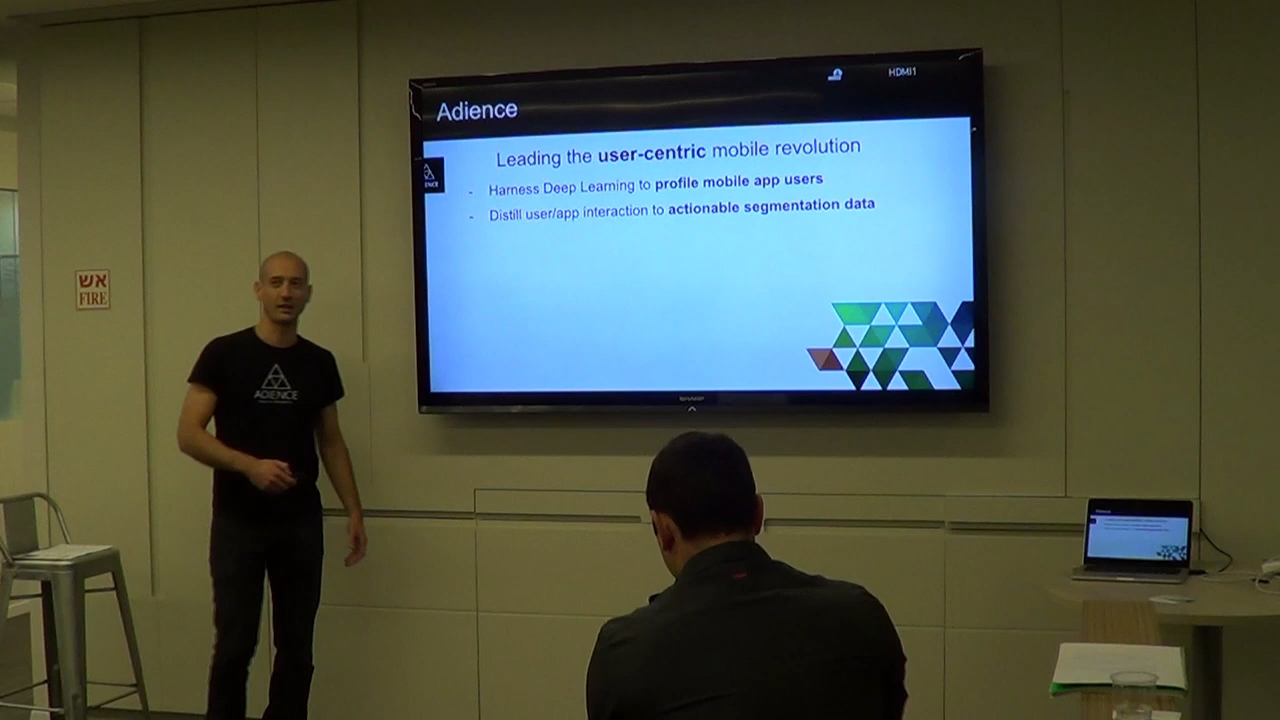 HDMI1
Adience
Leading the user-centric mobile revolution
- Harness Deep Learning to profile mobile app users
- Distill user/app interaction to actionable segmentation data
אש
FIRE
ADIENCE
SHARP